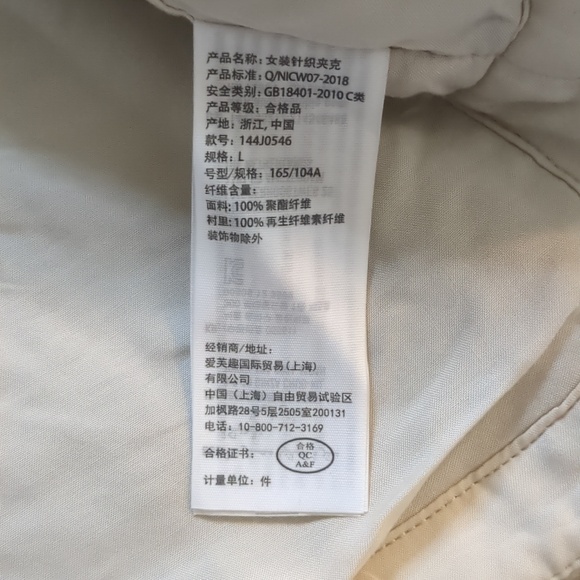 产品名称: 女装针织夹克
产品标准: Q/NICW07-2018
安全类别: GB18401-2010 C类
产品等级: 合格品
产地: 浙江, 中国
款号: 144J0546
规格: L
号型/规格: 165/104A
纤维含量:
面料: 100% 聚酯纤维
衬里: 100% 再生纤维素纤维
装饰物除外
经销商/地址:
爱芙趣国际贸易(上海)
有限公司
中国 (上海) 自由贸易试验区
加枫路28号5层2505室200131
电话: 10-800-712-3169
合格证书:
合格
QC
A&F
计量单位: 件